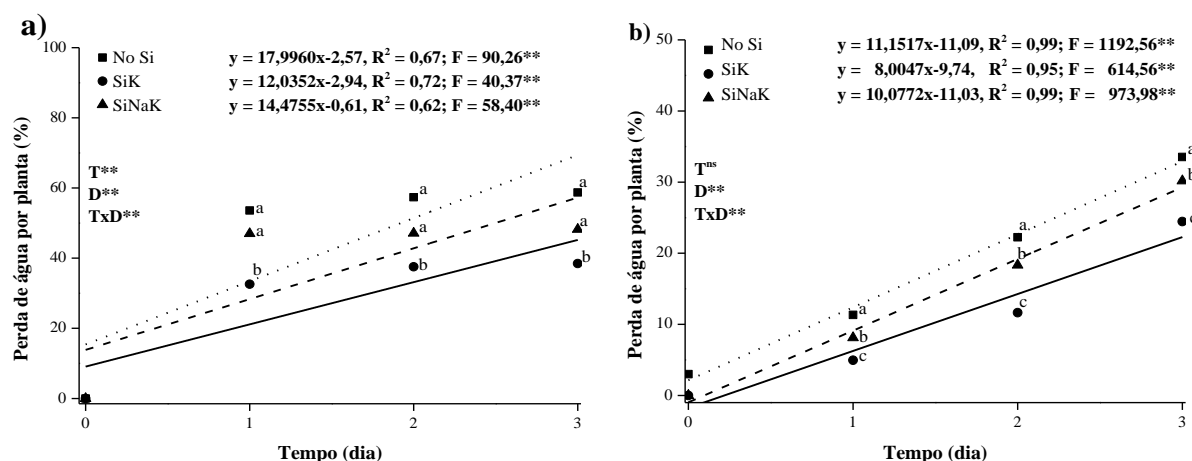 a)
100
80
60
40
20
0
Perda de água por planta (%)
No Si y = 17,9960x-2,57, R² = 0,67; F = 90,26**
SiK y = 12,0352x-2,94, R² = 0,72; F = 40,37**
SiNaK y = 14,4755x-0,61, R² = 0,62; F = 58,40**
T**
D**
TxD**
a
a
b
a
a
b
a
a
b
0 1 2 3
Tempo (dia)
b)
50
40
30
20
10
0
Perda de água por planta (%)
No Si y = 11,1517x-11,09, R² = 0,99; F = 1192,56**
SiK y = 8,0047x-9,74, R² = 0,95; F = 614,56**
SiNaK y = 10,0772x-11,03, R² = 0,99; F = 973,98**
Tⁿˢ
D**
TxD**
a
b
c
a
b
c
a
b
c
0 1 2 3
Tempo (dia)